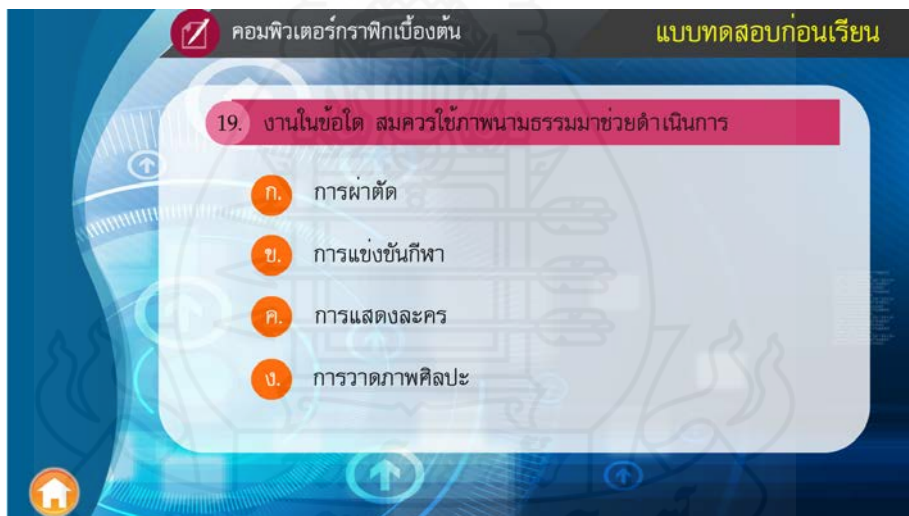 คอมพิวเตอร์กราฟิกเบื้องต้น
แบบทดสอบก่อนเรียน
19. งานในข้อใด สมควรใช้ภาพนามธรรมมาช่วยดำเนินการ
ก. การผ่าตัด
ข. การแข่งขันกีฬา
ค. การแสดงละคร
ง. การวาดภาพศิลปะ